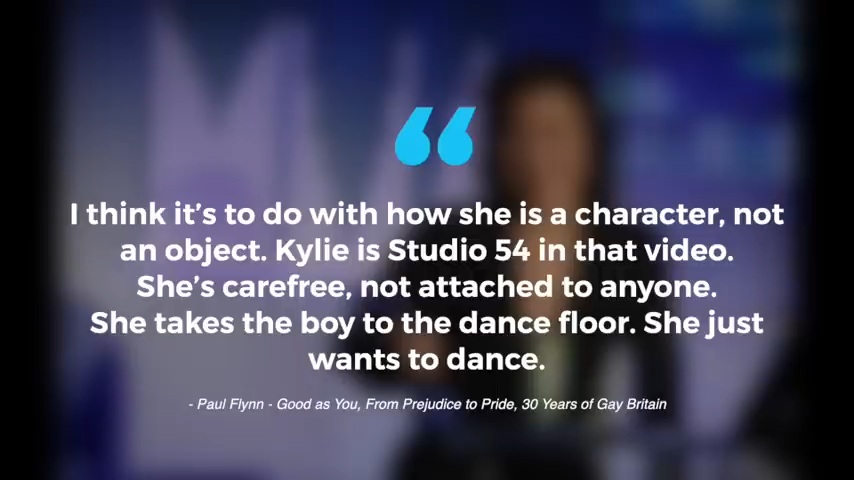 I think it’s to do with how she is a character, not
an object. Kylie is Studio 54 in that video.
She’s carefree, not attached to anyone.
She takes the boy to the dance floor. She just
wants to dance.
- Paul Flynn - Good as You, From Prejudice to Pride, 30 Years of Gay Britain